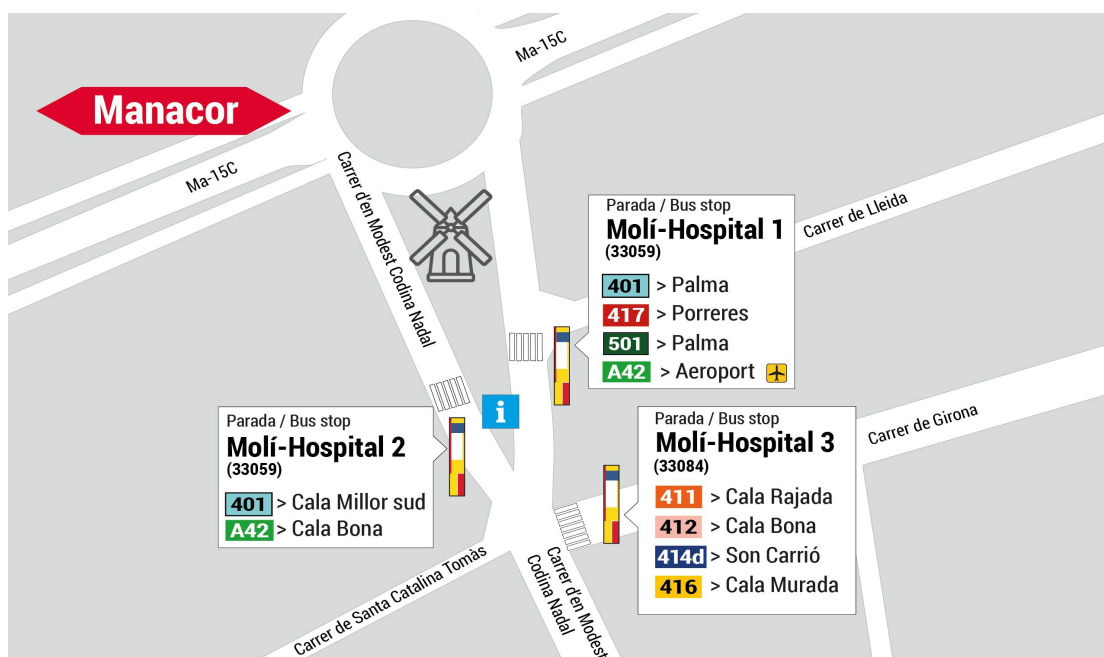 Ma-15C
Manacor
Ma-15C
Carrer d'en Modest Codina Nadal
Carrer de Lleida
Parada / Bus stop
Molí-Hospital 1
(33059)
401 > Palma
417 > Porreres
501 > Palma
A42 > Aeroport
i
Parada / Bus stop
Molí-Hospital 2
(33059)
401 > Cala Millor sud
A42 > Cala Bona
Parada / Bus stop
Molí-Hospital 3
(33084)
411 > Cala Rajada
412 > Cala Bona
414d > Son Carrió
416 > Cala Murada
Carrer de Girona
Carrer de Santa Catalina Tomàs
Carrer d'en Modest
Codina Nadal